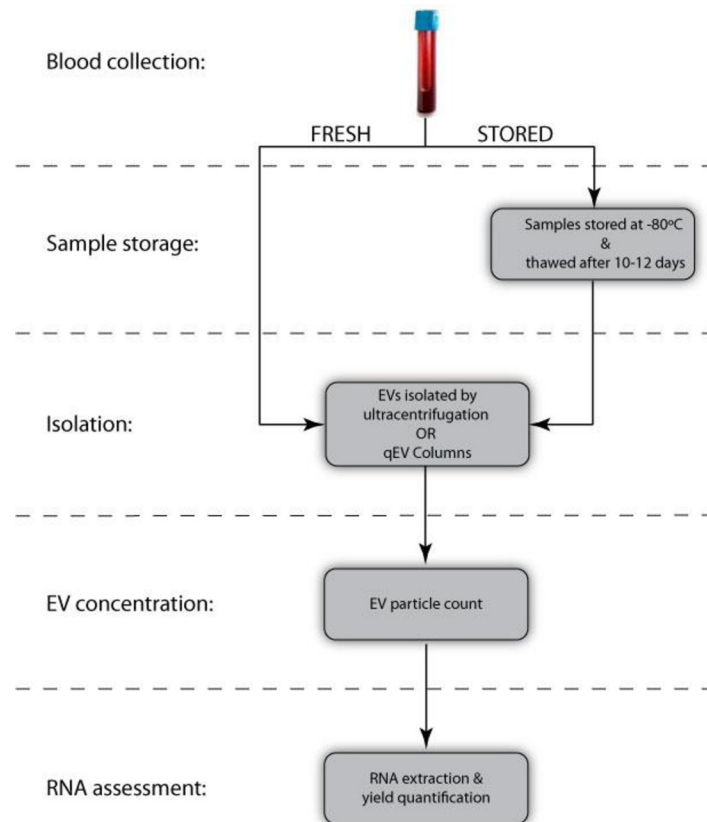 Blood collection:
FRESH
STORED
Sample storage:
Samples stored at -80ºC
&
thawed after 10-12 days
Isolation:
EVs isolated by
ultracentrifugation
OR
qEV Columns
EV concentration:
EV particle count
RNA assessment:
RNA extraction &
yield quantification